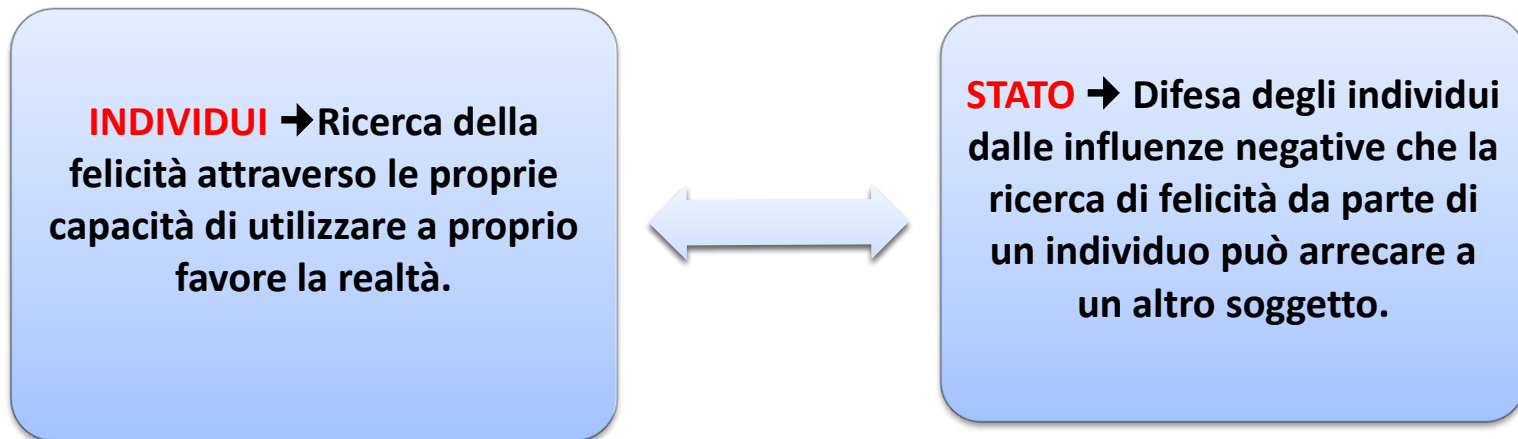 INDIVIDUI ➔Ricerca della
felicità attraverso le proprie
capacità di utilizzare a proprio
favore la realtà.
STATO ➔ Difesa degli individui
dalle influenze negative che la
ricerca di felicità da parte di
un individuo può arrecare a
un altro soggetto.